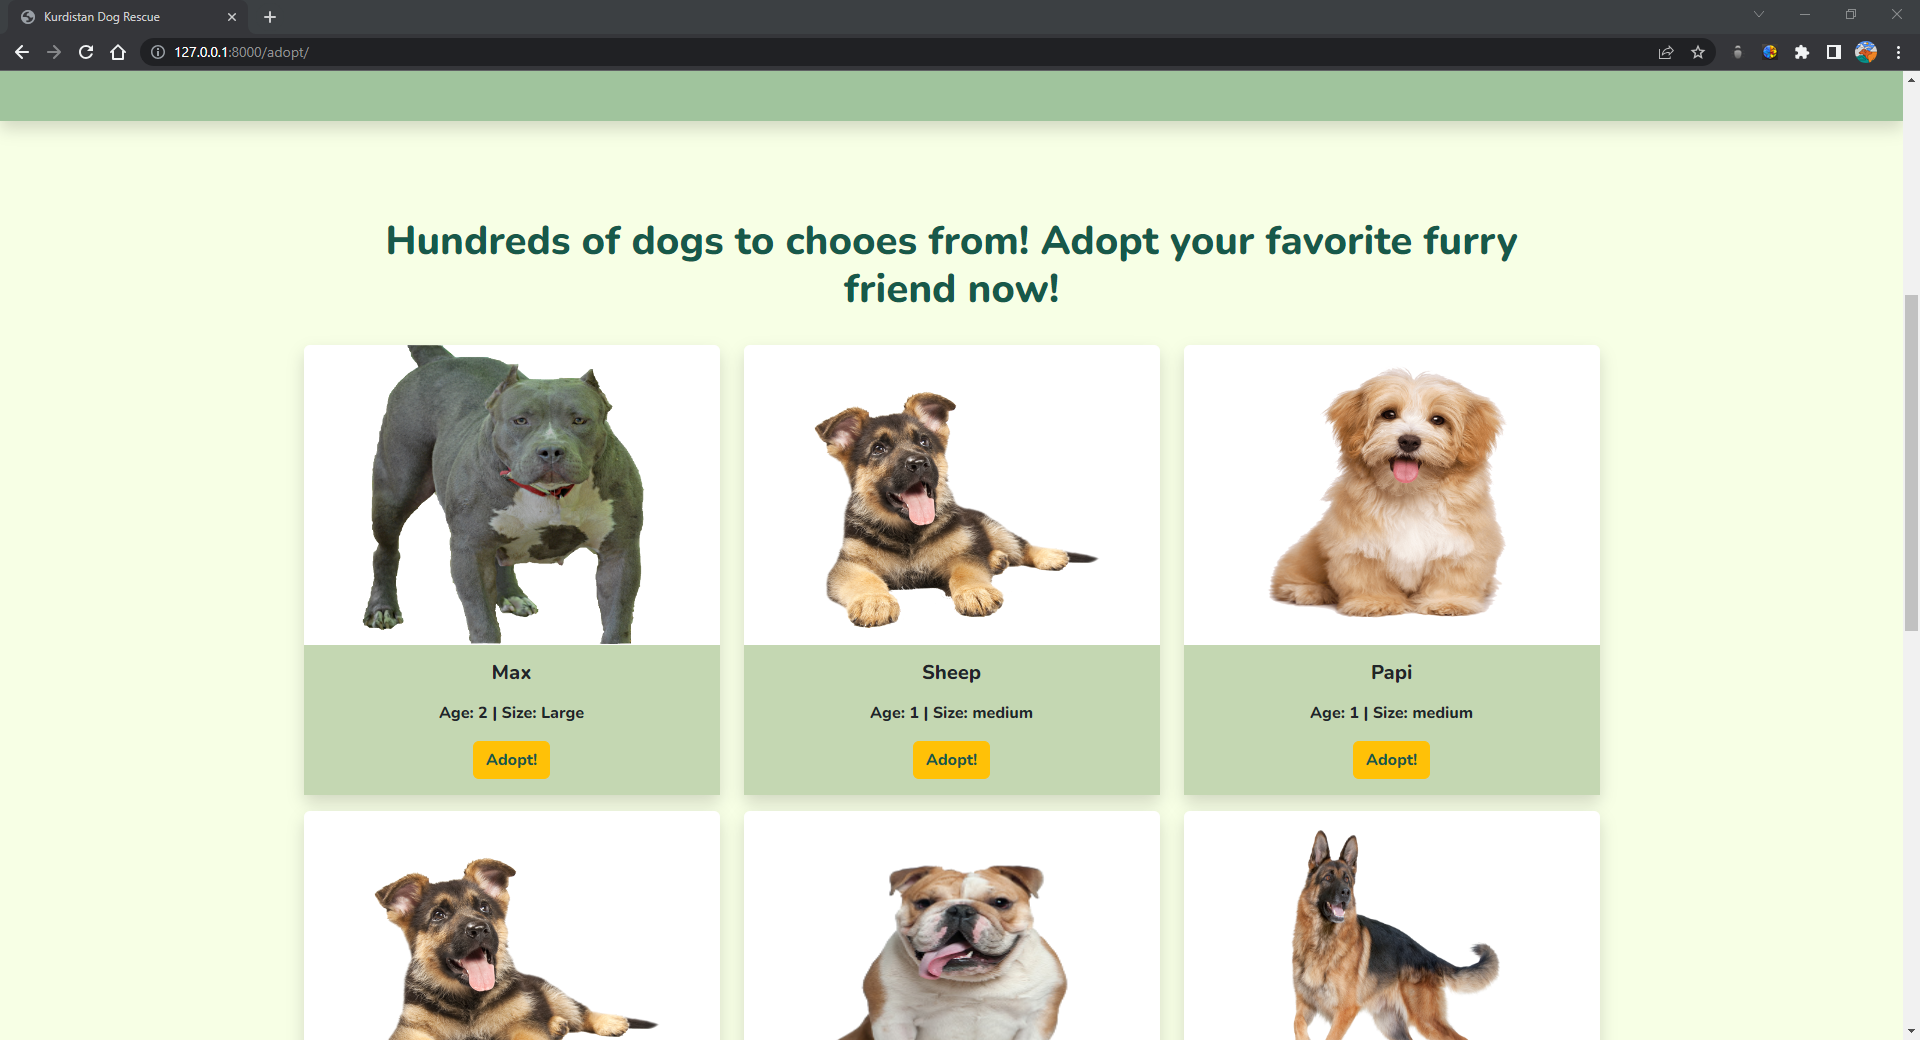 Kurdistan Dog Rescue
127.0.0.1:8000/adopt/
Hundreds of dogs to chooes from! Adopt your favorite furry
friend now!
Max
Age: 2 | Size: Large
Adopt!
Sheep
Age: 1 | Size: medium
Adopt!
Papi
Age: 1 | Size: medium
Adopt!